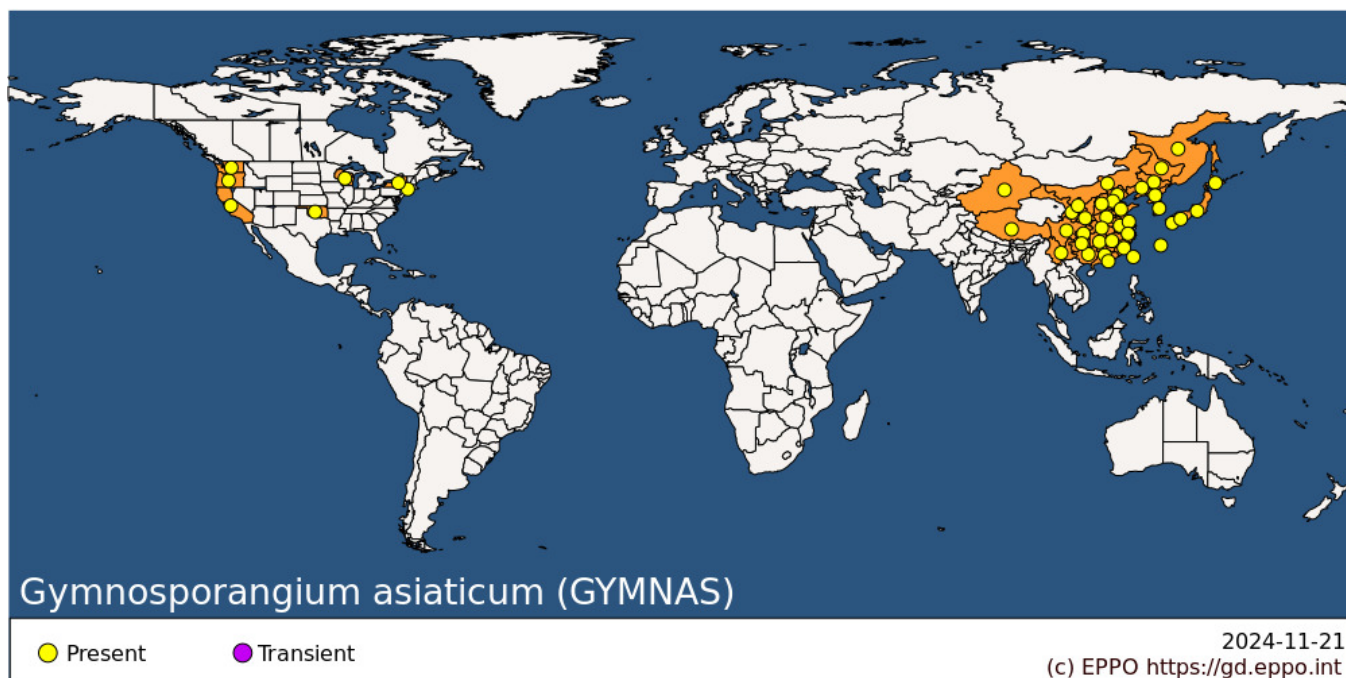 Gymnosporangium asiaticum (GYMNAS)
Present
Transient
2024-11-21
(c) EPPO https://gd.eppo.int